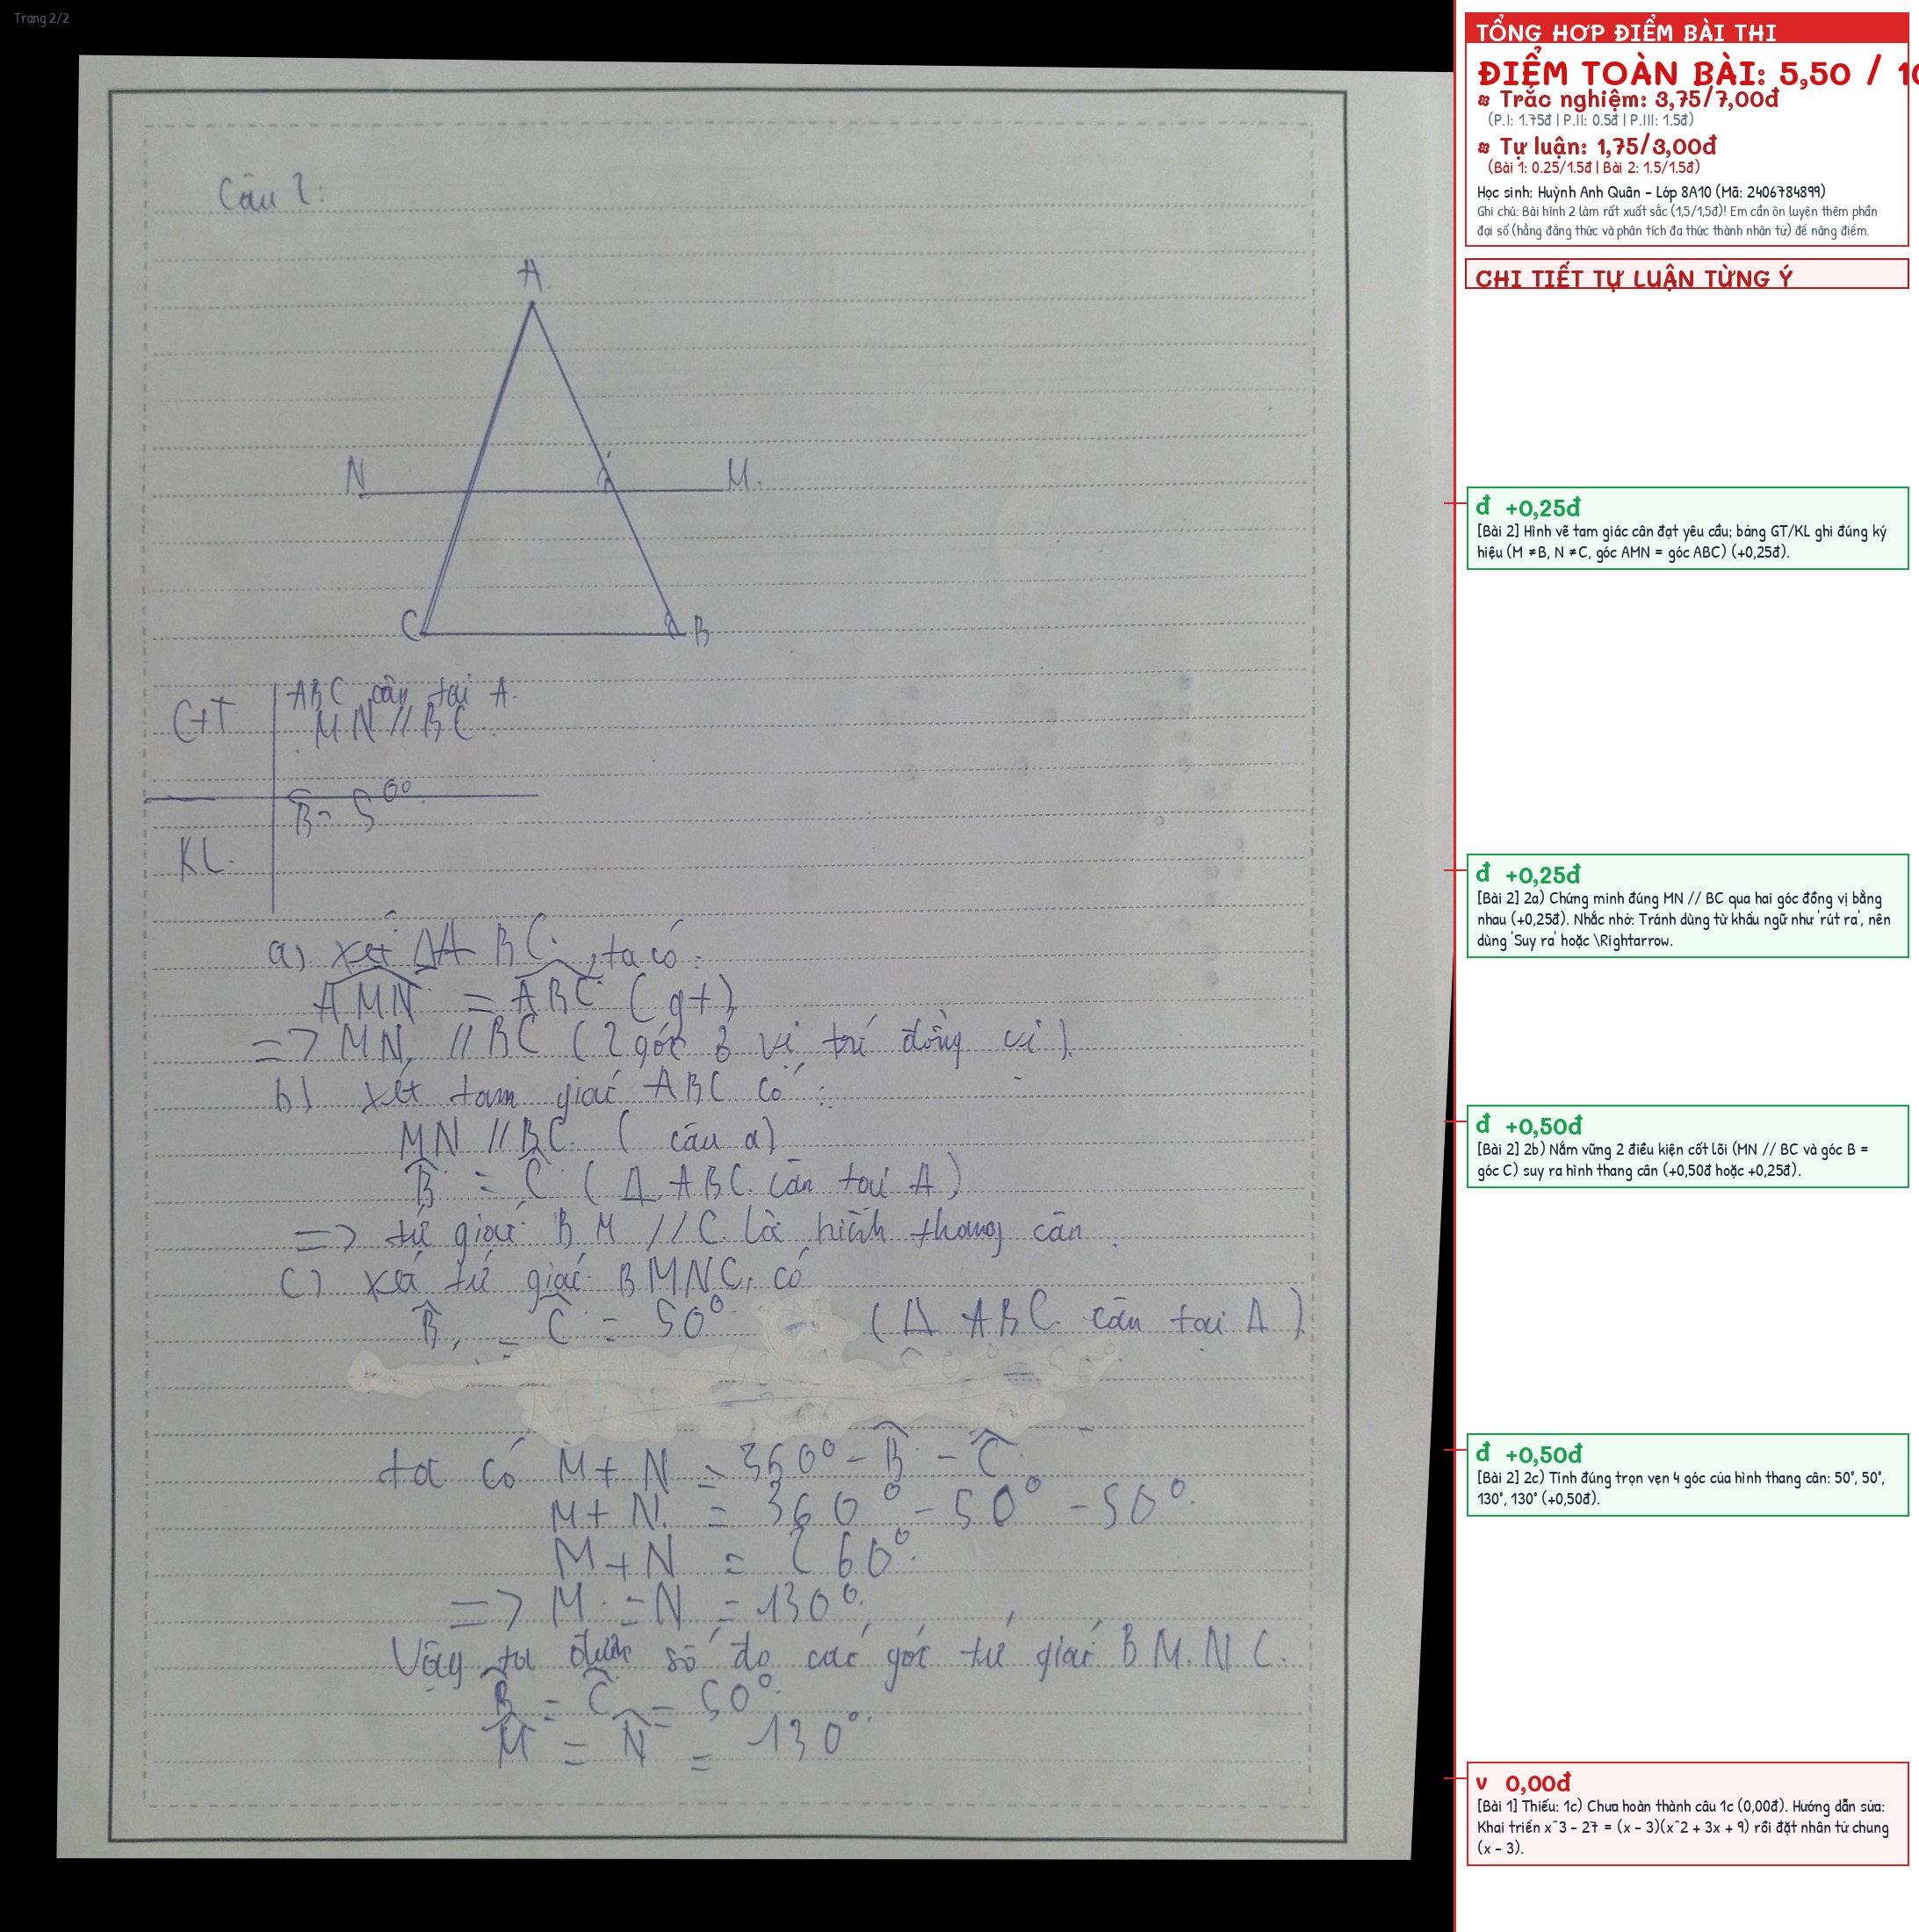 Trang 2/2
Câu 2:
A.
N
M.
C
B
GT
ABC cân tại A.
MN // BC.
B = 50°
KL.
a) xét ΔABC, ta có:
AMN = ABC (gt)
=> MN // BC (2 góc ở vị trí đồng vị).
b) xét tam giác ABC có:
MN // BC. (câu a)
B = C (Δ ABC cân tại A)
=> tứ giác BM//C là hình thang cân.
c) xét tứ giác BMNC, có
B, = C = 50° (Δ ABC cân tại A).
ta có M + N = 360° - B - C
M + N = 360° - 50° - 50°.
M + N = 260°.
=> M = N = 130°.
Vậy ta được số đo các góc tứ giác BM.NC.
B = C = 50°.
M = N = 130°.
TỔNG HỢP ĐIỂM BÀI THI
ĐIỂM TOÀN BÀI: 5,50 / 10
Trắc nghiệm: 3,75/7,00đ
(P.I: 1.75đ | P.II: 0.5đ | P.III: 1.5đ)
Tự luận: 1,75/3,00đ
(Bài 1: 0.25/1.5đ | Bài 2: 1.5/1.5đ)
Học sinh: Huỳnh Anh Quân - Lớp 8A10 (Mã: 2406784899)
Ghi chú: Bài hình 2 làm rất xuất sắc (1,5/1,5đ)! Em cần ôn luyện thêm phần
đại số (hằng đẳng thức và phân tích đa thức thành nhân tử) để nâng điểm.
CHI TIẾT TỰ LUẬN TỪNG Ý
đ +0,25đ
[Bài 2] Hình vẽ tam giác cân đạt yêu cầu; bảng GT/KL ghi đúng ký
hiệu (M ≠B, N ≠C, góc AMN = góc ABC) (+0,25đ).
đ +0,25đ
[Bài 2] 2a) Chứng minh đúng MN // BC qua hai góc đồng vị bằng
nhau (+0,25đ). Nhắc nhở: Tránh dùng từ khẩu ngữ như 'rút ra', nên
dùng 'Suy ra' hoặc \Rightarrow.
đ +0,50đ
[Bài 2] 2b) Nắm vững 2 điều kiện cốt lõi (MN // BC và góc B =
góc C) suy ra hình thang cân (+0,50đ hoặc +0,25đ).
đ +0,50đ
[Bài 2] 2c) Tính đúng trọn vẹn 4 góc của hình thang cân: 50°, 50°,
130°, 130° (+0,50đ).
v 0,00đ
[Bài 1] Thiếu: 1c) Chưa hoàn thành câu 1c (0,00đ). Hướng dẫn sửa:
Khai triển x^3 - 27 = (x - 3)(x^2 + 3x + 9) rồi đặt nhân tử chung
(x - 3).